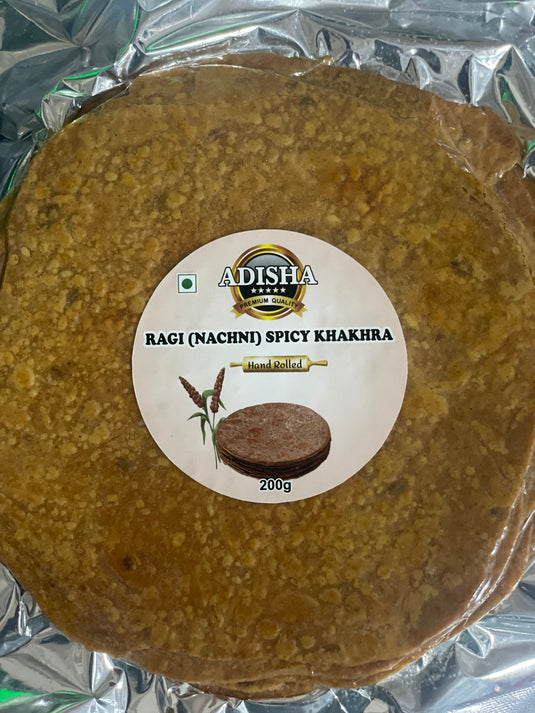 ADISHA
PREMIUM QUALITY
RAGI (NACHNI) SPICY KHAKHRA
Hand Rolled
200g